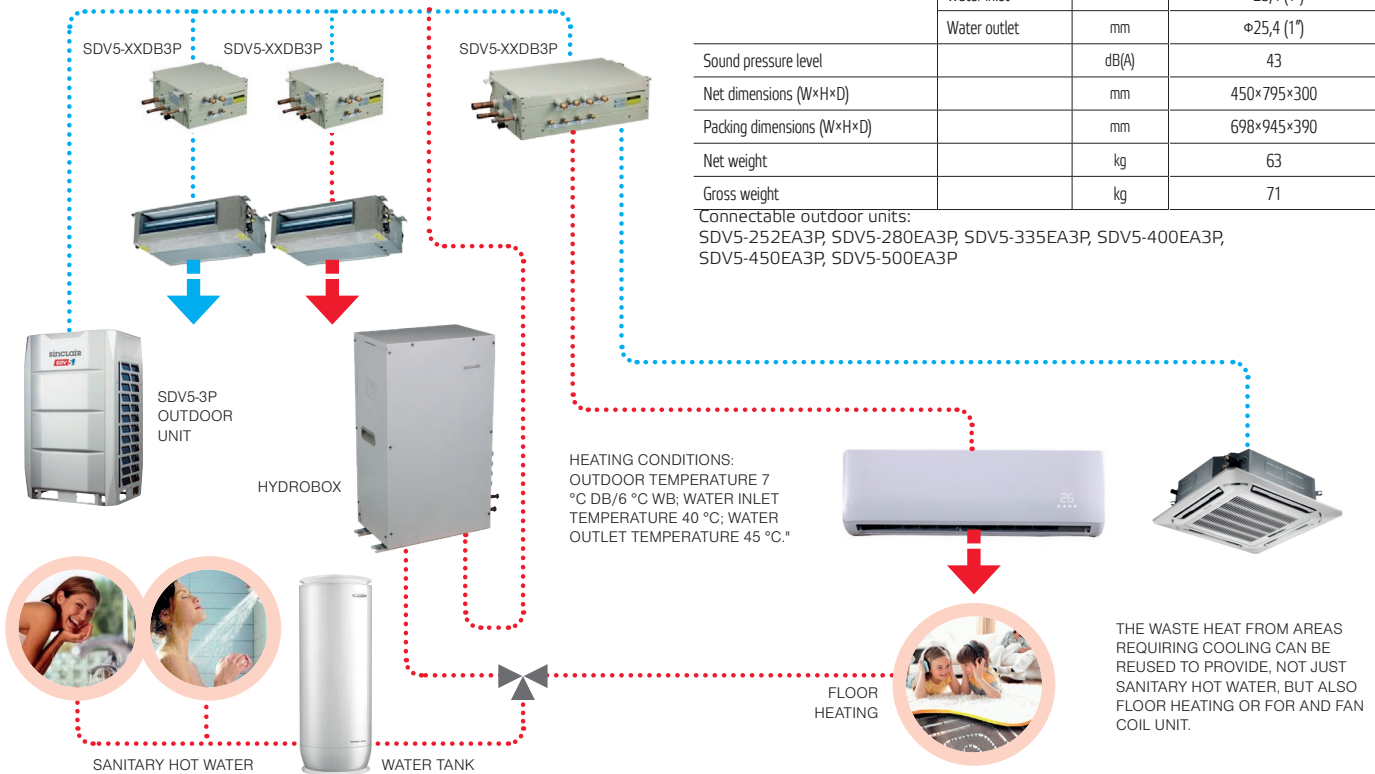 SDV5-XXDB3P
SDV5-XXDB3P
SDV5-XXDB3P
Water outlet mm Φ25,4 (1")
Sound pressure level dB(A) 43
Net dimensions (W×H×D) mm 450×795×300
Packing dimensions (W×H×D) mm 698×945×390
Net weight kg 63
Gross weight kg 71
Connectable outdoor units:
SDV5-252EA3P, SDV5-280EA3P, SDV5-335EA3P, SDV5-400EA3P,
SDV5-450EA3P, SDV5-500EA3P
SINCLAIR
SDV 5
SINCLAIR
SDV5-3P
OUTDOOR
UNIT
HYDROBOX
HEATING CONDITIONS:
OUTDOOR TEMPERATURE 7
°C DB/6 °C WB; WATER INLET
TEMPERATURE 40 °C; WATER
OUTLET TEMPERATURE 45 °C."
26
FLOOR
HEATING
THE WASTE HEAT FROM AREAS
REQUIRING COOLING CAN BE
REUSED TO PROVIDE, NOT JUST
SANITARY HOT WATER, BUT ALSO
FLOOR HEATING OR FOR AND FAN
COIL UNIT.
SANITARY HOT WATER
WATER TANK